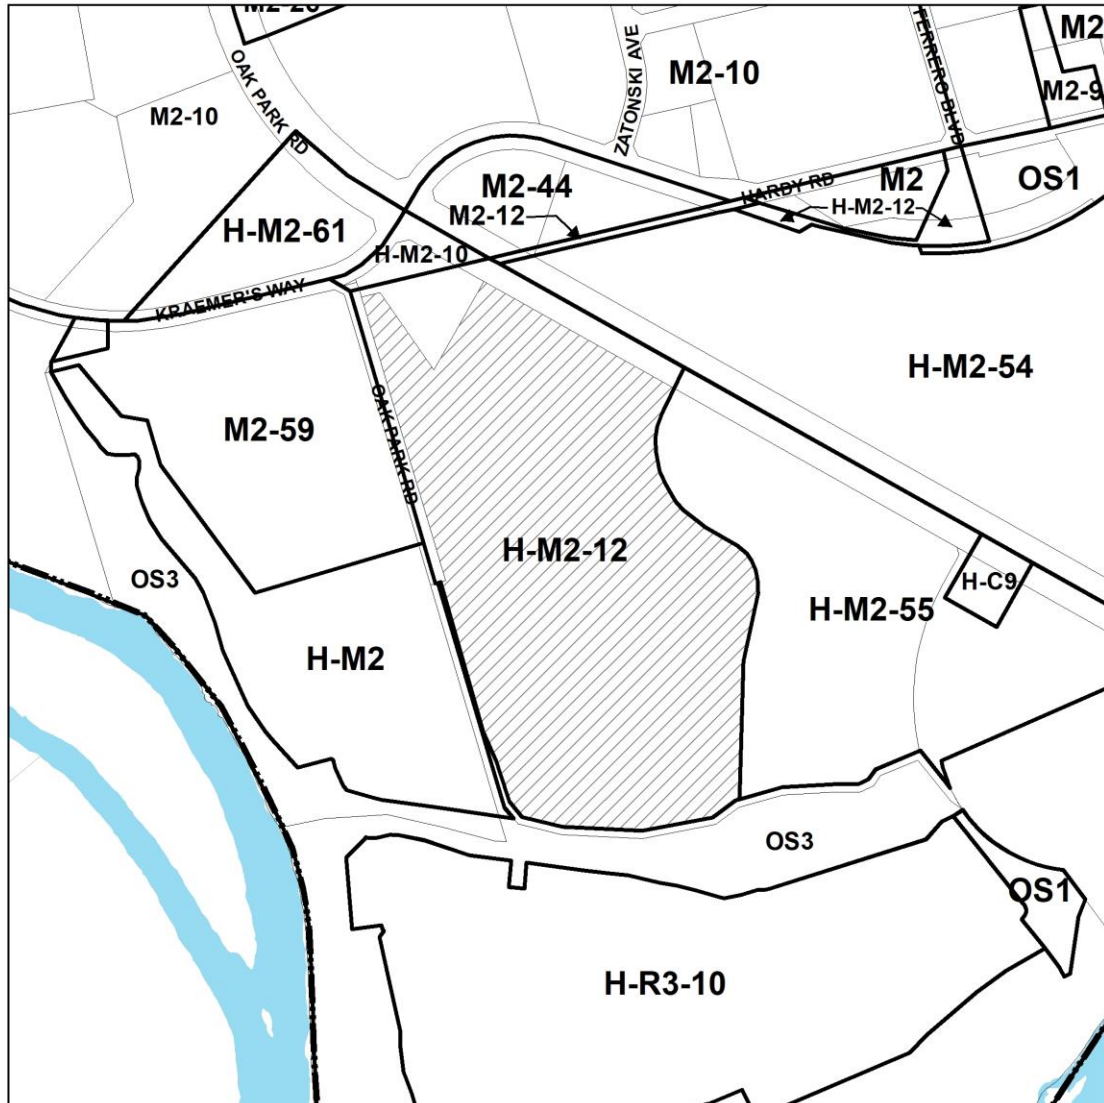 M2-26
OAK PARK RD
ZATONSKI AVE
FERRERO BLVD
M2
M2-10
M2-9
M2-10
M2-44
HARDY RD
M2
OS1
M2-12
H-M2-12
H-M2-61
H-M2-10
KRAEMER'S WAY
H-M2-54
OAK PARK RD
M2-59
H-M2-12
OS3
H-C9
H-M2-55
H-M2
OS3
OS1
H-R3-10